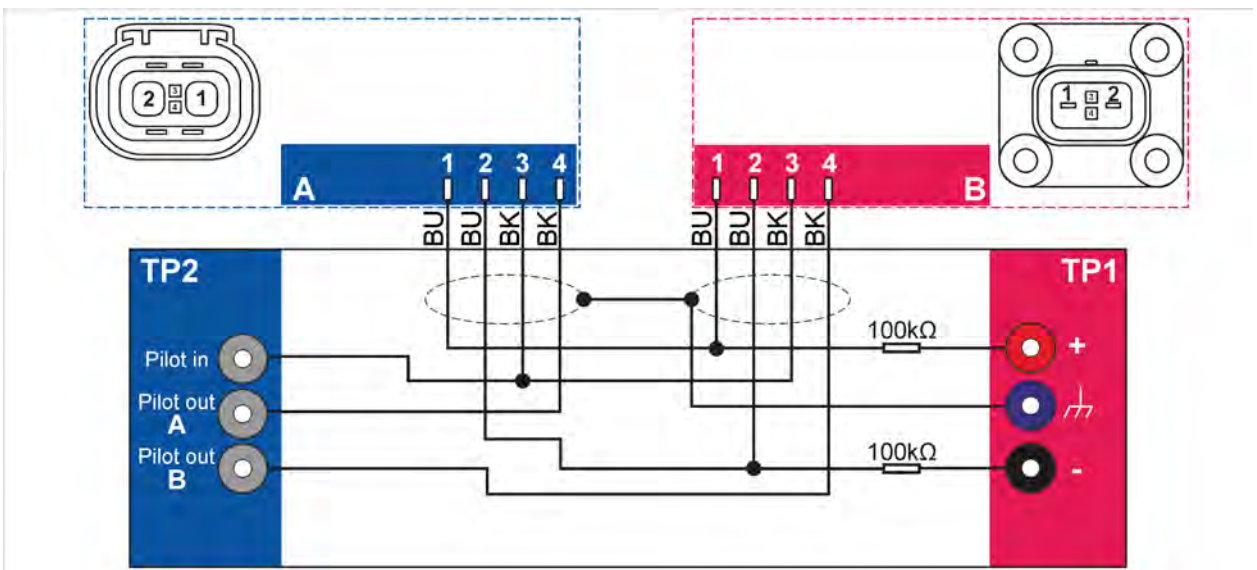 2 3 4 1
1 3 4 2
A 1 2 3 4
1 2 3 4 B
BU BU BK BK
BU BU BK BK
TP2
TP1
Pilot in
100kΩ
+
Pilot out
A
Pilot out
B
100kΩ
-